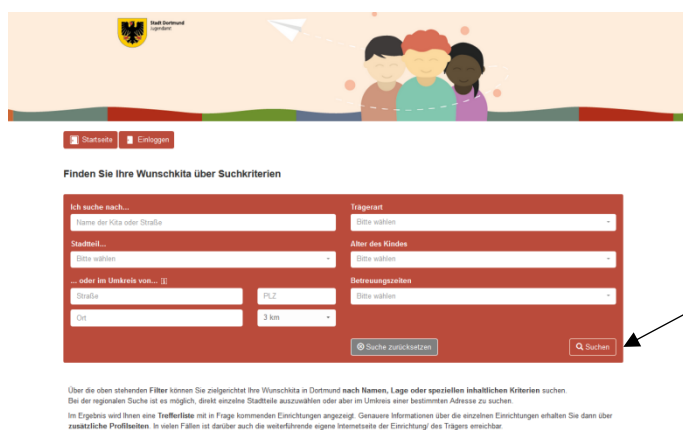 Stadt Dortmund
Jugendamt
Startseite Einloggen
Finden Sie Ihre Wunschkita über Suchkriterien
Ich suche nach...
Name der Kita oder Straße
Stadtteil...
Bitte wählen
... oder im Umkreis von...
Straße PLZ
Ort 3 km
Trägerart
Bitte wählen
Alter des Kindes
Bitte wählen
Betreuungszeiten
Bitte wählen
Suche zurücksetzen Suchen
Über die oben stehenden Filter können Sie zielgerichtet Ihre Wunschkita in Dortmund nach Namen, Lage oder speziellen inhaltlichen Kriterien suchen.
Bei der regionalen Suche ist es möglich, direkt einzelne Stadtteile auszuwählen oder aber im Umkreis einer bestimmten Adresse zu suchen.
Im Ergebnis wird Ihnen eine Trefferliste mit in Frage kommenden Einrichtungen angezeigt. Genauere Informationen über die einzelnen Einrichtungen erhalten Sie dann über
zusätzliche Profilseiten. In vielen Fällen ist darüber auch die weiterführende eigene Internetseite der Einrichtung/ des Trägers erreichbar.